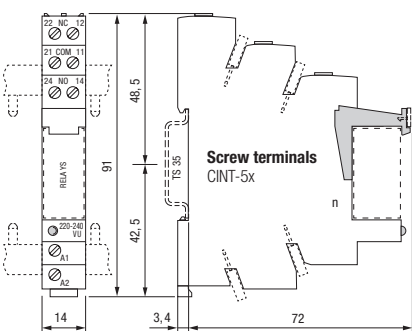 22 NC 12
21 COM 11
24 NO 14
RELAYS
220-240
VU
A1
A2
14
91
48, 5
42, 5
TS 35
Screw terminals
CINT-5x
n
3, 4
72